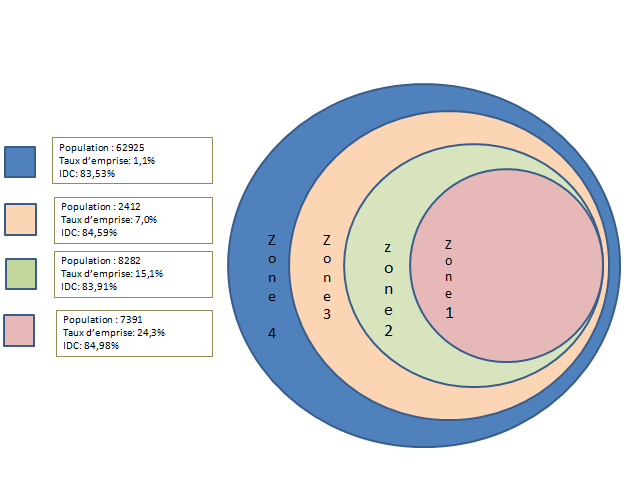 Population : 62925
Taux d'emprise: 1,1%
IDC: 83,53%
Population : 2412
Taux d'emprise: 7,0%
IDC: 84,59%
Population : 8282
Taux d'emprise: 15,1%
IDC: 83,91%
Population : 7391
Taux d'emprise: 24,3%
IDC: 84,98%
Zone 4
Zone3
zone2
Zone1